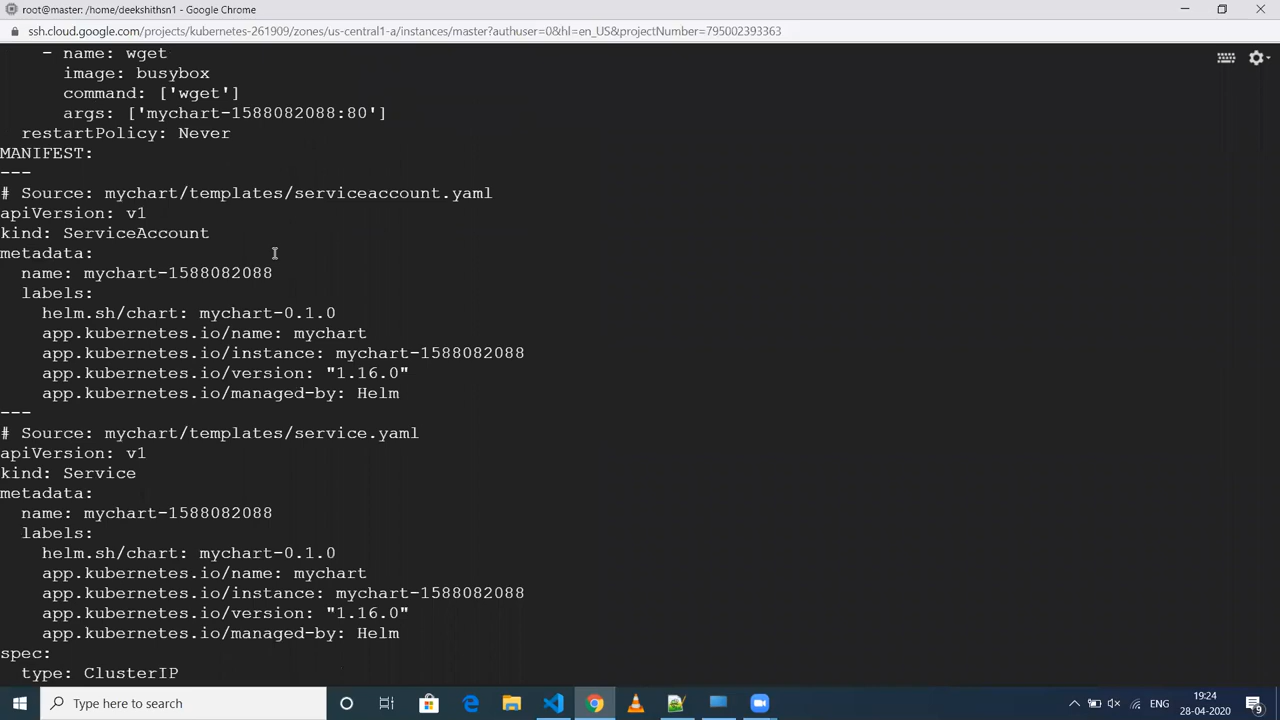 root@master: /home/deekshithsn1 - Google Chrome
ssh.cloud.google.com/projects/kubernetes-261909/zones/us-central1-a/instances/master?authuser=0&hl=en_US&projectNumber=795002393363
- name: wget
image: busybox
command: ['wget']
args: ['mychart-1588082088:80']
restartPolicy: Never
MANIFEST:
---
# Source: mychart/templates/serviceaccount.yaml
apiVersion: v1
kind: ServiceAccount
metadata:
name: mychart-1588082088
labels:
helm.sh/chart: mychart-0.1.0
app.kubernetes.io/name: mychart
app.kubernetes.io/instance: mychart-1588082088
app.kubernetes.io/version: "1.16.0"
app.kubernetes.io/managed-by: Helm
---
# Source: mychart/templates/service.yaml
apiVersion: v1
kind: Service
metadata:
name: mychart-1588082088
labels:
helm.sh/chart: mychart-0.1.0
app.kubernetes.io/name: mychart
app.kubernetes.io/instance: mychart-1588082088
app.kubernetes.io/version: "1.16.0"
app.kubernetes.io/managed-by: Helm
spec:
type: ClusterIP
Type here to search
ENG
19:24
28-04-2020
9